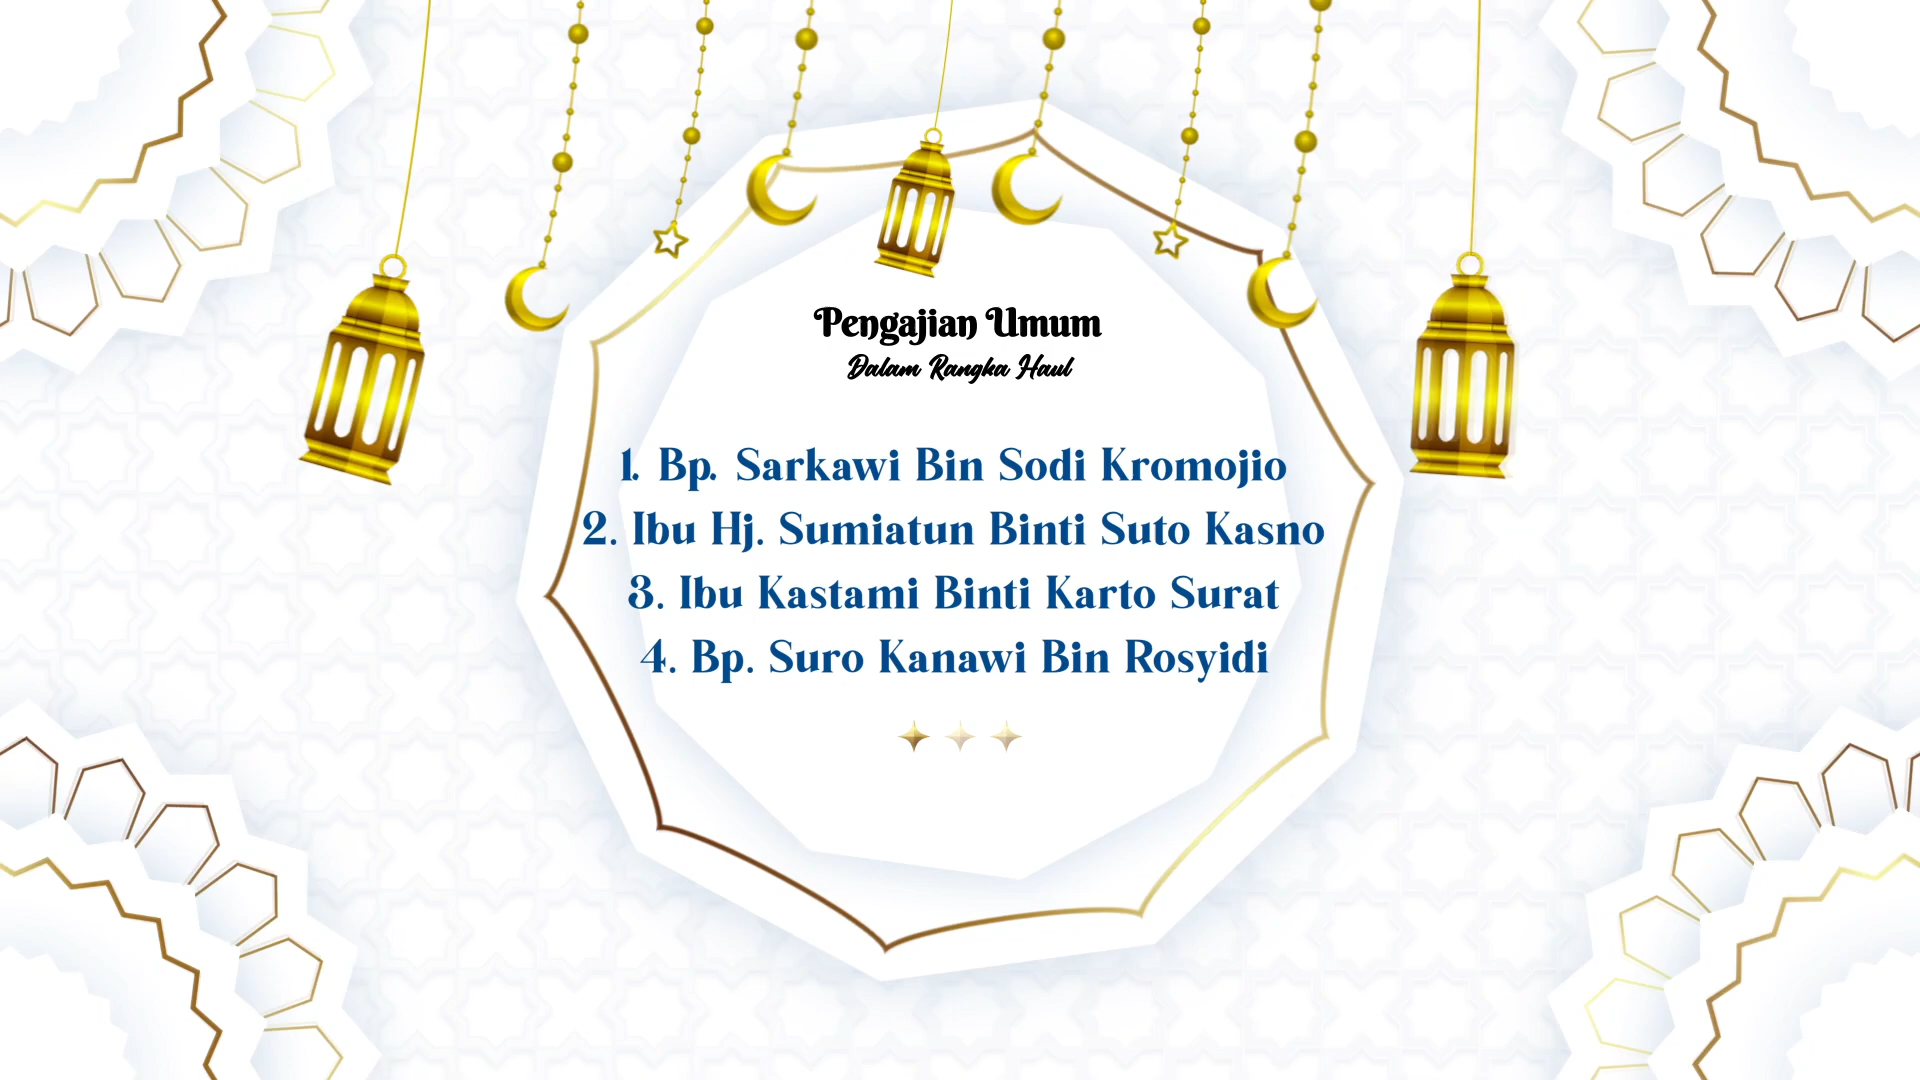 Pengajian Umum
Dalam Rangka Haul
1. Bp. Sarkawi Bin Sodi Kromojio
2. Ibu Hj. Sumiatun Binti Suto Kasno
3. Ibu Kastami Binti Karto Surat
4. Bp. Suro Kanawi Bin Rosyidi